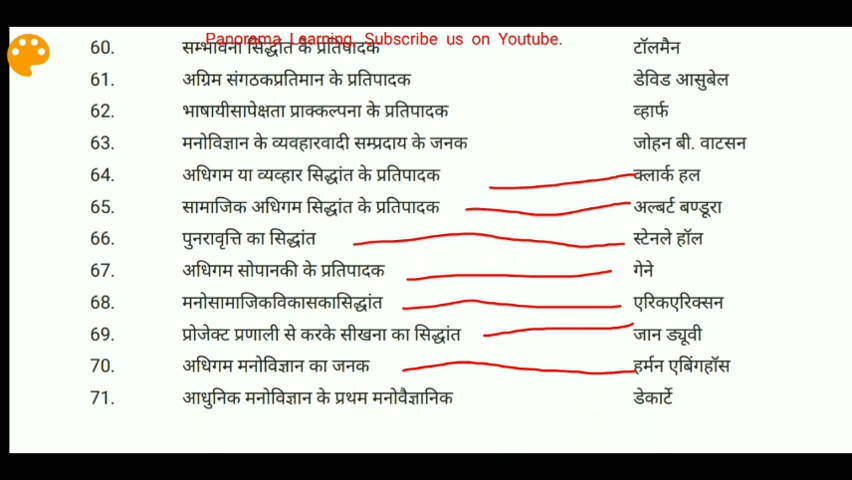 Panorama Learning. Subscribe us on Youtube.
60. सम्भावना सिद्धांत के प्रतिपादक टॉलमैन
61. अग्रिम संगठकप्रतिमान के प्रतिपादक डेविड आसुबेल
62. भाषायीसापेक्षता प्राक्कल्पना के प्रतिपादक व्हार्फ
63. मनोविज्ञान के व्यवहारवादी सम्प्रदाय के जनक जोहन बी. वाटसन
64. अधिगम या व्यव्हार सिद्धांत के प्रतिपादक क्लार्क हल
65. सामाजिक अधिगम सिद्धांत के प्रतिपादक अल्बर्ट बण्डूरा
66. पुनरावृत्ति का सिद्धांत स्टेनले हॉल
67. अधिगम सोपानकी के प्रतिपादक गेने
68. मनोसामाजिकविकासकासिद्धांत एरिकएरिक्सन
69. प्रोजेक्ट प्रणाली से करके सीखना का सिद्धांत जान ड्यूवी
70. अधिगम मनोविज्ञान का जनक हर्मन एबिंगहॉस
71. आधुनिक मनोविज्ञान के प्रथम मनोवैज्ञानिक डेकार्टे